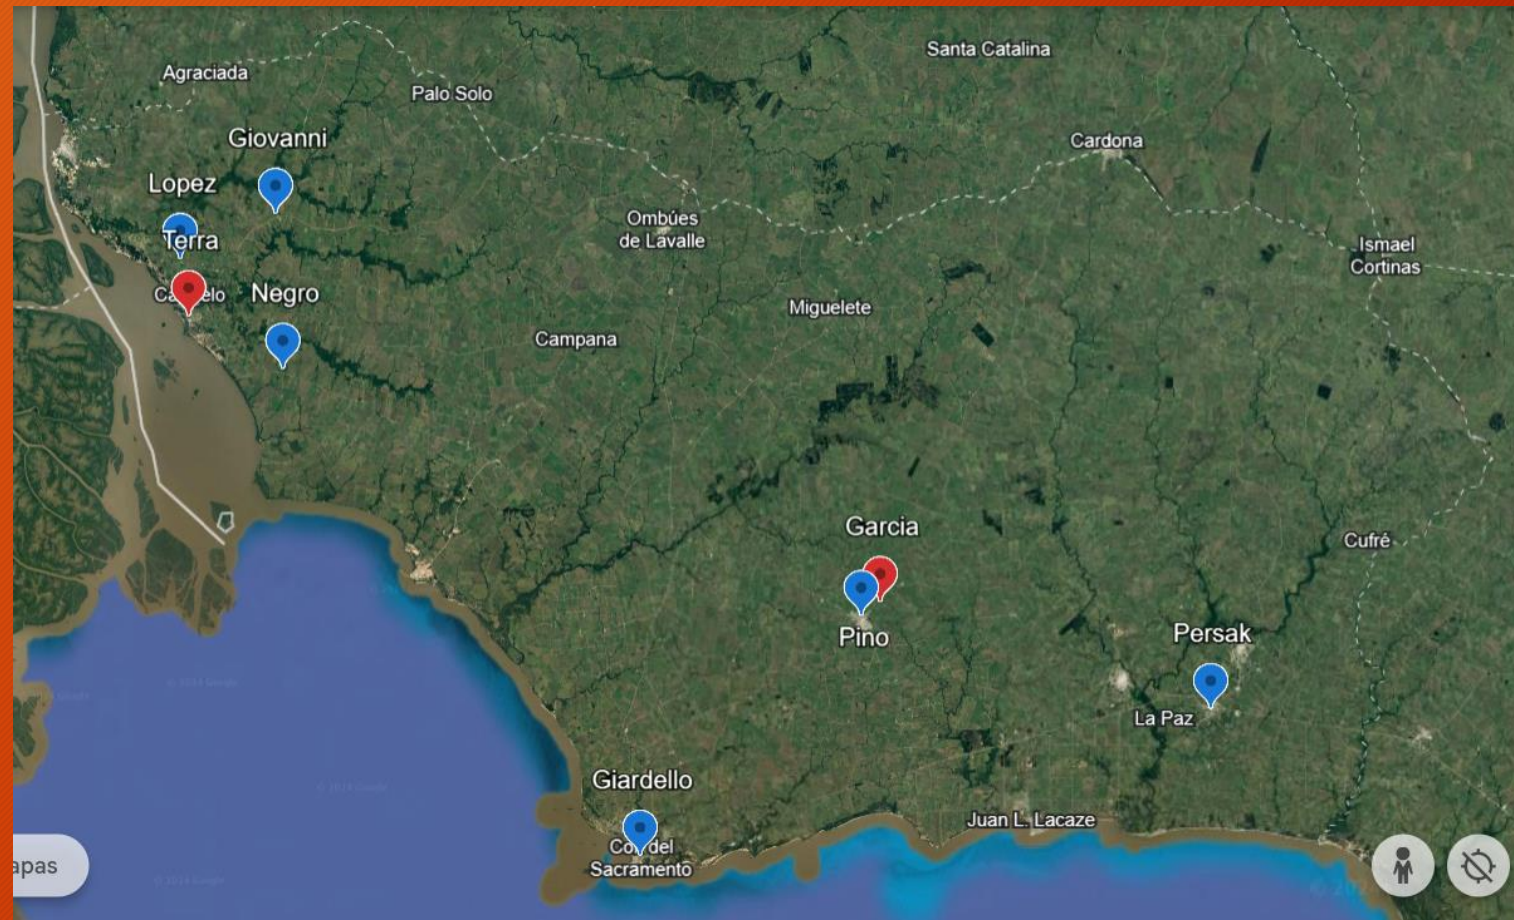 Santa Catalina
Agraciada
Palo Solo
Giovanni
Cardona
Lopez
Ombúes
de Lavalle
Terra
Ismael
Cortinas
Negro
Miguelete
Campana
Garcia
Cufré
Pino
Persak
La Paz
Giardello
Juan L. Lacaze
del
Sacramento
apas